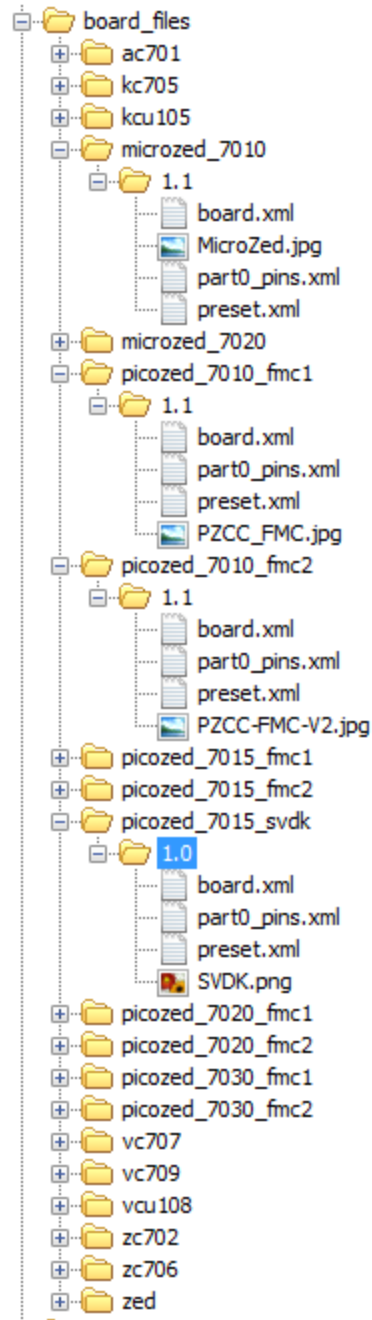 board_files
ac701
kc705
kcu105
microzed_7010
1.1
board.xml
MicroZed.jpg
part0_pins.xml
preset.xml
microzed_7020
picozed_7010_fmc1
1.1
board.xml
part0_pins.xml
preset.xml
PZCC_FMC.jpg
picozed_7010_fmc2
1.1
board.xml
part0_pins.xml
preset.xml
PZCC-FMC-V2.jpg
picozed_7015_fmc1
picozed_7015_fmc2
picozed_7015_svdk
1.0
board.xml
part0_pins.xml
preset.xml
SVDK.png
picozed_7020_fmc1
picozed_7020_fmc2
picozed_7030_fmc1
picozed_7030_fmc2
vc707
vc709
vcu108
zc702
zc706
zed